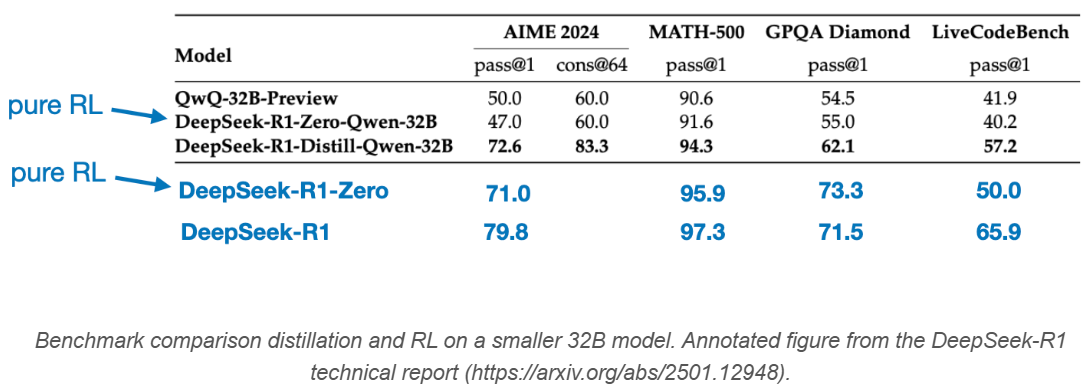 AIME 2024 MATH-500 GPQA Diamond LiveCodeBench
Model
pass@1 cons@64 pass@1 pass@1 pass@1
pure RL
QwQ-32B-Preview 50.0 60.0 90.6 54.5 41.9
DeepSeek-R1-Zero-Qwen-32B 47.0 60.0 91.6 55.0 40.2
DeepSeek-R1-Distill-Qwen-32B 72.6 83.3 94.3 62.1 57.2
pure RL
DeepSeek-R1-Zero 71.0 95.9 73.3 50.0
DeepSeek-R1 79.8 97.3 71.5 65.9
Benchmark comparison distillation and RL on a smaller 32B model. Annotated figure from the DeepSeek-R1
technical report (https://arxiv.org/abs/2501.12948).